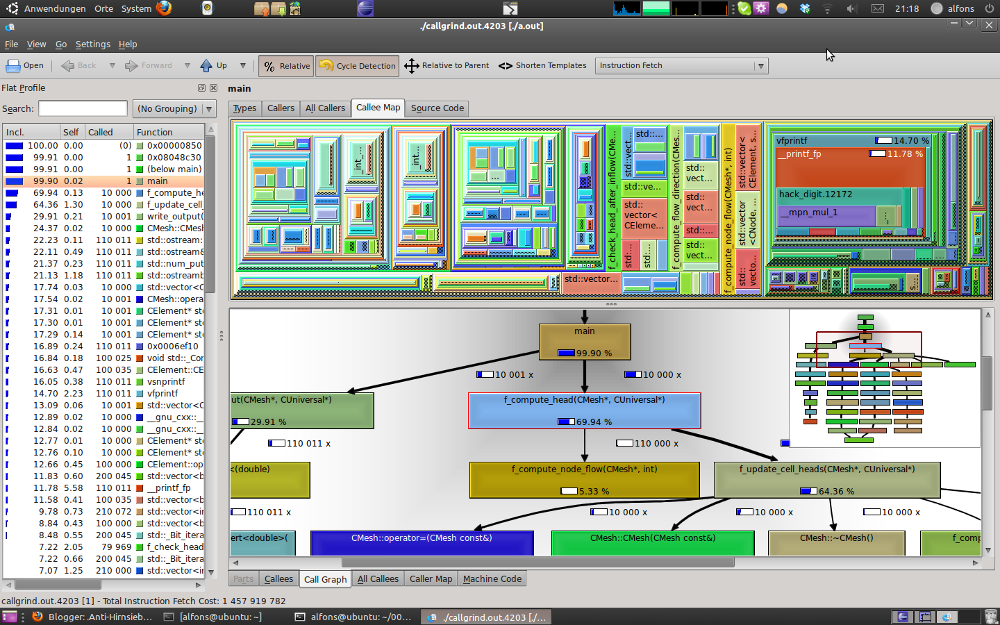 Anwendungen Orte System 21:18 alfons
./callgrind.out.4203 [./a.out]
File View Go Settings Help
Open Back Forward Up % Relative Cycle Detection Relative to Parent <> Shorten Templates Instruction Fetch
Flat Profile
Search: (No Grouping)
Incl. Self Called Function
100.00 0.00 (0) 0x00000850
99.91 0.00 1 0x08048c30
99.91 0.00 1 (below main)
99.90 0.02 1 main
69.94 0.13 10 000 f_compute_he
64.36 1.30 10 000 f_update_cell_
29.91 0.21 10 001 write_output(
24.37 0.02 10 000 CMesh::CMesh
22.23 0.11 110 011 std::ostream:
22.11 0.49 110 011 std::ostream&
21.37 0.23 110 011 std::num_put
21.13 1.18 110 011 std::ostreamb
17.74 0.03 10 000 std::vector<C
17.54 0.02 10 001 CMesh::opera
17.31 0.01 10 001 CElement* sto
17.30 0.01 10 001 CElement* sto
17.29 0.14 10 001 CElement* sto
16.89 0.24 110 011 0x0006ef10
16.84 0.18 100 025 void std::_Con
16.63 0.47 100 035 CElement::CE
16.05 0.38 110 011 vsnprintf
14.70 2.23 110 011 vfprintf
13.09 0.06 10 001 std::vector<C
12.89 0.02 10 000 __gnu_cxx::__
12.84 0.02 10 000 __gnu_cxx::__
12.77 0.01 10 000 CElement* sto
12.76 0.10 10 000 CElement* sto
12.66 0.45 100 000 CElement::op
11.83 0.60 200 045 std::vector<b
11.78 5.58 110 011 __printf_fp
11.58 0.41 100 035 std::vector<b
9.78 0.73 210 072 std::vector<ir
8.84 0.43 100 000 std::vector<b
8.48 0.55 200 045 std::_Bit_itera
7.22 2.05 79 969 f_check_head
7.22 0.66 200 045 std::_Bit_itera
7.07 1.25 210 000 std::vector<ir
main
Types Callers All Callers Callee Map Source Code
_int_...
_int_...
...
f_check_head_after_inflow(CMe...
std::vect...
std::...
std::ve...
std::vector<
CEleme...
std::...
std::...
std::vector...
f_compute_flow_direction(CMes...
std::
vect...
std::
vect...
std::...
std::
vect...
f_compute_node_flow(CMesh*, int)
std::vector<
CElement, s...
std::vector
<CNode, ...
std::
vecto...
vfprintf 14.70 %
__printf_fp 11.78 %
hack_digit.12172
__mpn_mul_1
s...
main
99.90 %
10 001 x 10 000 x
ut(CMesh*, CUniversal*)
29.91 %
f_compute_head(CMesh*, CUniversal*)
69.94 %
110 011 x 110 000 x
<(double)
f_compute_node_flow(CMesh*, int)
5.33 %
f_update_cell_heads(CMesh*, CUniversal*)
64.36 %
110 011 x 10 000 x 10 000 x 10 000 x
ert<double>( CMesh::operator=(CMesh const&) CMesh::CMesh(CMesh const&) CMesh::~CMesh() f_comp
Parts Callees Call Graph All Callees Caller Map Machine Code
callgrind.out.4203 [1] - Total Instruction Fetch Cost: 1 457 919 782
Blogger: .Anti-Hirnsieb... [alfons@ubuntu: ~] alfons@ubuntu: ~/00... ./callgrind.out.4203 [./...